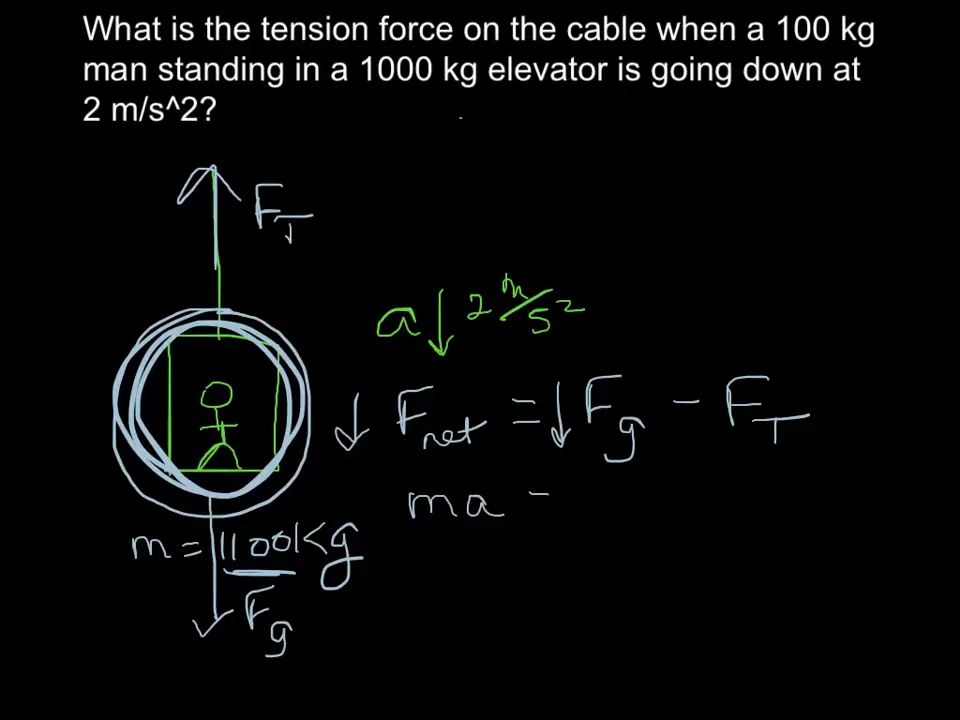 What is the tension force on the cable when a 100 kg
man standing in a 1000 kg elevator is going down at
2 m/s^2?
F_T
a ↓ 2 m/s²
↓ F_net = ↓ F_g - F_T
ma =
m = 1100 kg
F_g